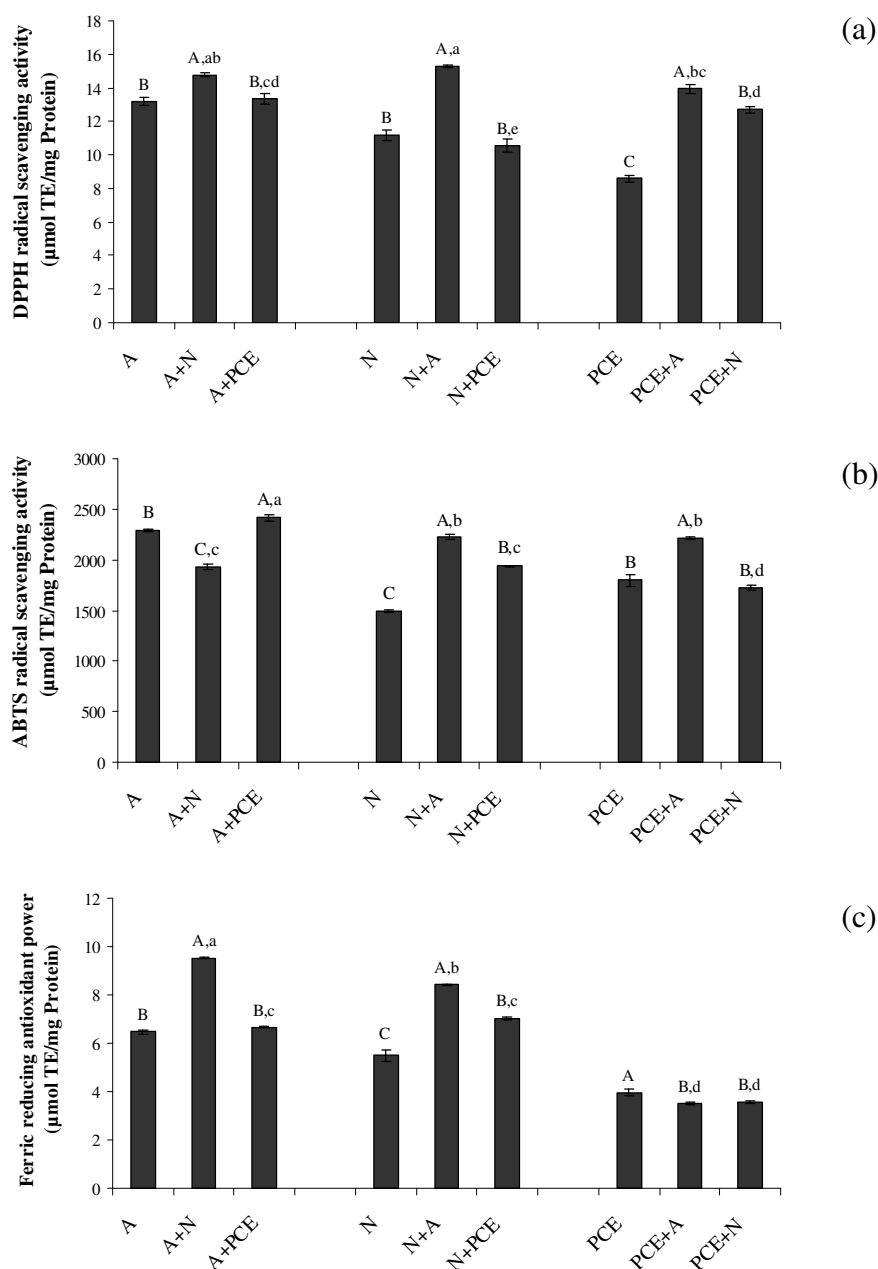 (a)
DPPH radical scavenging activity
(µmol TE/mg Protein)
18
16
14
12
10
8
6
4
2
0
B
A,ab
B,cd
B
A,a
B,e
C
A,bc
B,d
A
A+N
A+PCE
N
N+A
N+PCE
PCE
PCE+A
PCE+N
(b)
ABTS radical scavenging activity
(µmol TE/mg Protein)
3000
2500
2000
1500
1000
500
0
B
C,c
A,a
C
A,b
B,c
B
A,b
B,d
A
A+N
A+PCE
N
N+A
N+PCE
PCE
PCE+A
PCE+N
(c)
Ferric reducing antioxidant power
(µmol TE/mg Protein)
12
10
8
6
4
2
0
B
A,a
B,c
C
A,b
B,c
A
B,d
B,d
A
A+N
A+PCE
N
N+A
N+PCE
PCE
PCE+A
PCE+N